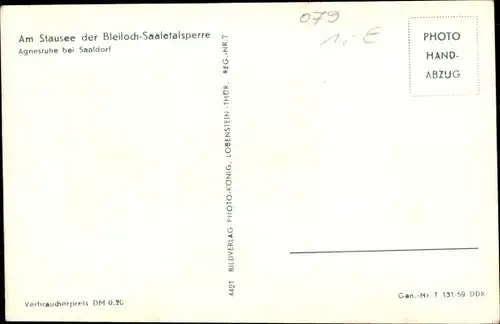 Am Stausee der Bleiloch-Saaletalsperre
Agnesruhe bei Saaldorf
079
1,- €
PHOTO
HAND-
ABZUG
4421 BILDVERLAG PHOTO-KÖNIG, LOBENSTEIN-THÜR. REG.-NR. 7
Verbraucherpreis DM 0,20
Gen.-Nr. T 131-59 DDR